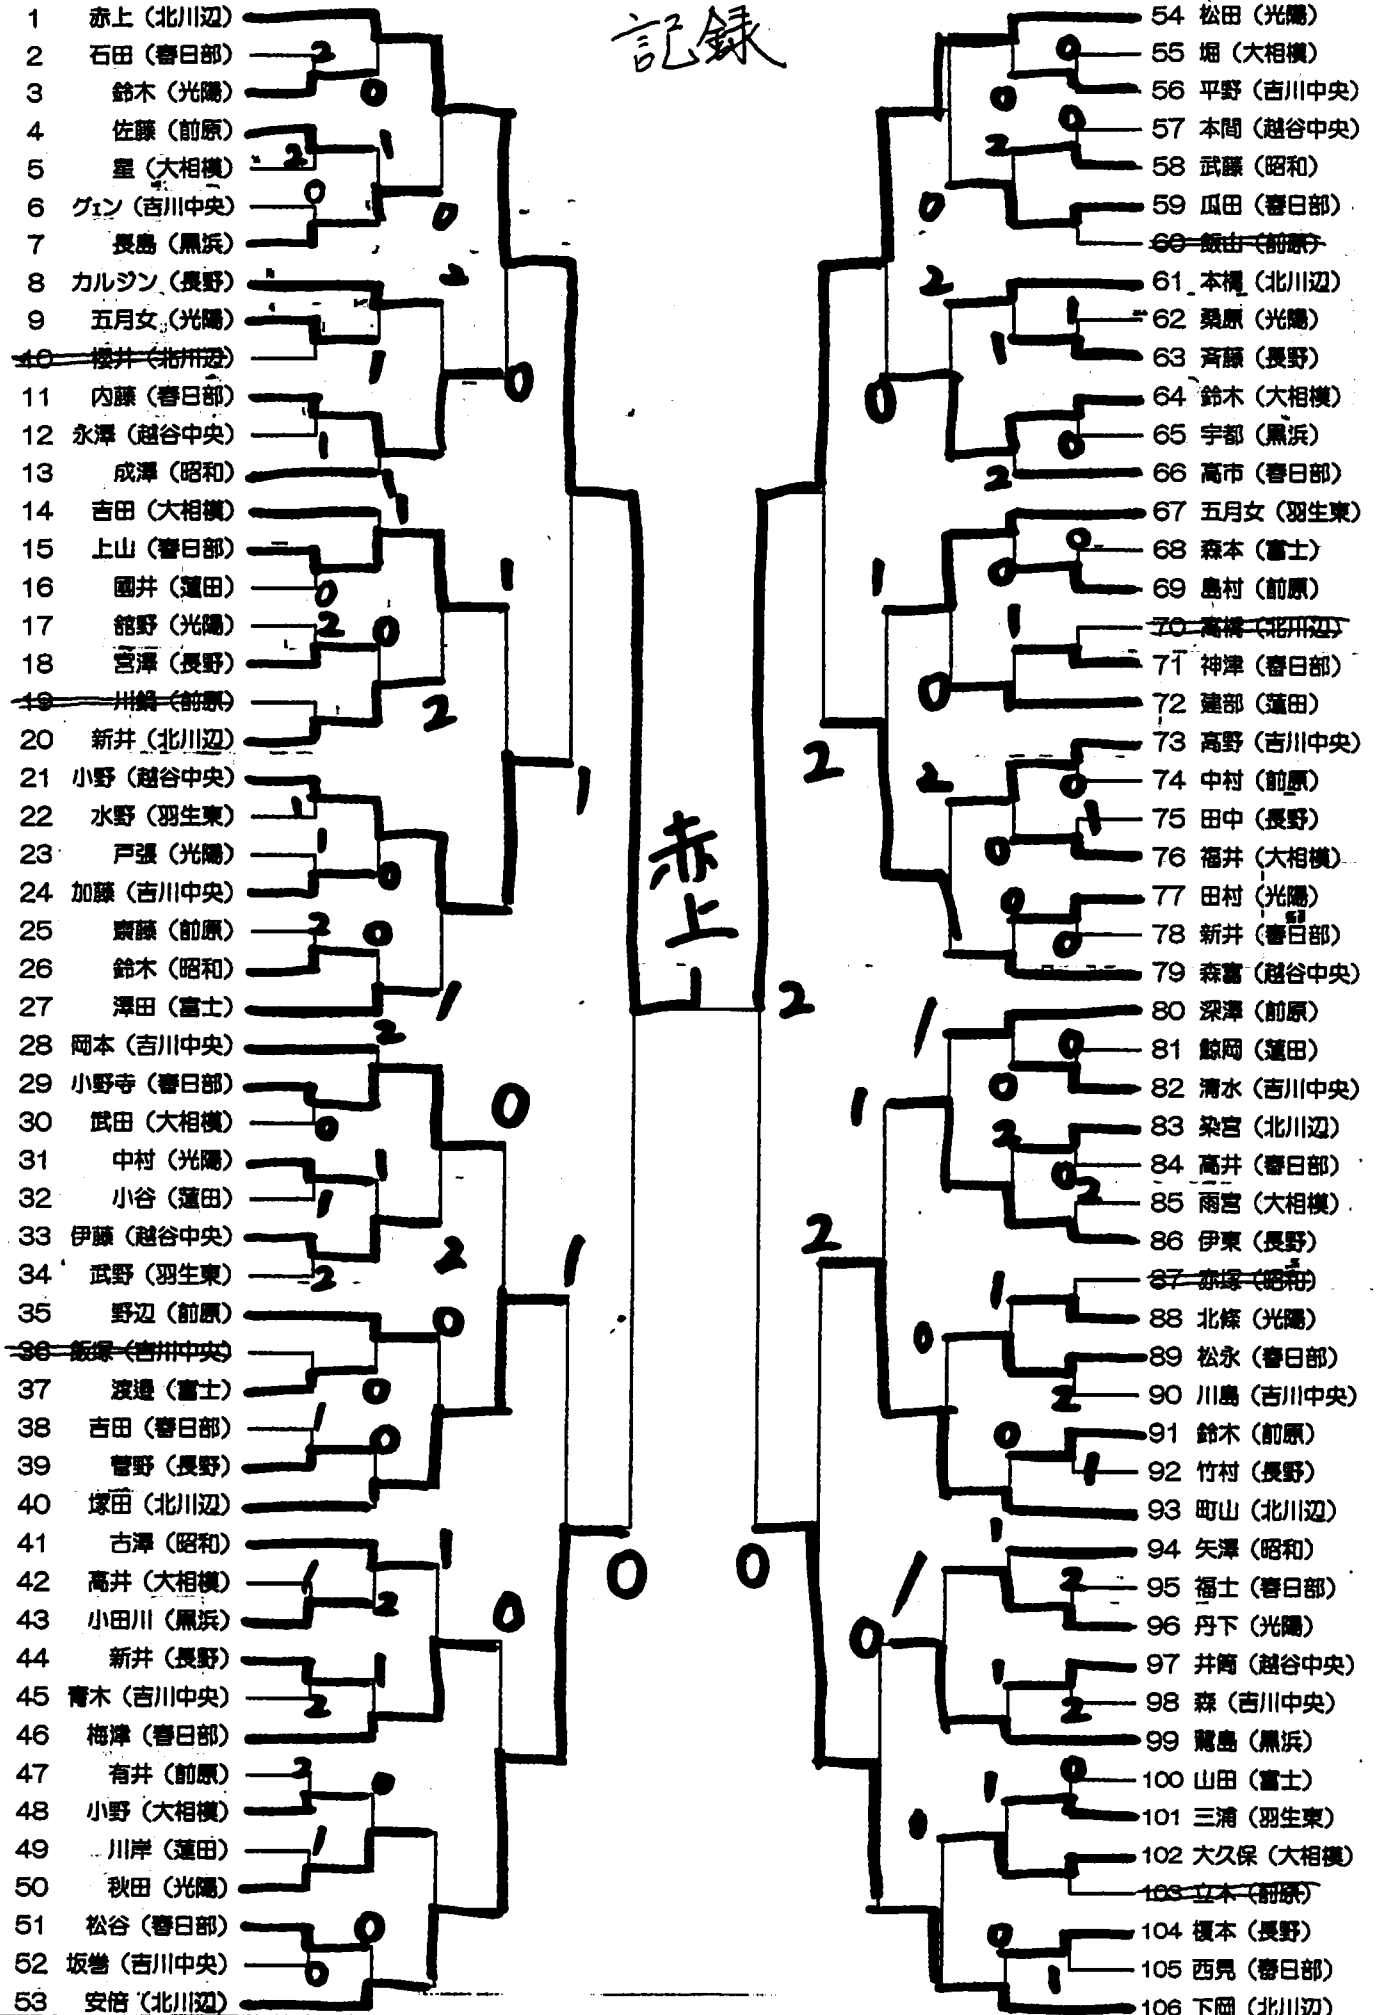 記録
1 赤上（北川辺）
2 石田（春日部）
3 鈴木（光陽）
4 佐藤（前原）
5 星（大相模）
6 グェン（吉川中央）
7 長島（黒浜）
8 カルジン（長野）
9 五月女（光陽）
10 櫻井（北川辺）
11 内藤（春日部）
12 永澤（越谷中央）
13 成澤（昭和）
14 吉田（大相模）
15 上山（春日部）
16 國井（蓮田）
17 舘野（光陽）
18 宮澤（長野）
19 川鍋（前原）
20 新井（北川辺）
21 小野（越谷中央）
22 水野（羽生東）
23 戸張（光陽）
24 加藤（吉川中央）
25 齋藤（前原）
26 鈴木（昭和）
27 澤田（富士）
28 岡本（吉川中央）
29 小野寺（春日部）
30 武田（大相模）
31 中村（光陽）
32 小谷（蓮田）
33 伊藤（越谷中央）
34 武野（羽生東）
35 野辺（前原）
36 飯塚（吉川中央）
37 渡邉（富士）
38 吉田（春日部）
39 菅野（長野）
40 塚田（北川辺）
41 古澤（昭和）
42 高井（大相模）
43 小田川（黒浜）
44 新井（長野）
45 青木（吉川中央）
46 梅津（春日部）
47 有井（前原）
48 小野（大相模）
49 川岸（蓮田）
50 秋田（光陽）
51 松谷（春日部）
52 坂巻（吉川中央）
53 安倍（北川辺）
赤上
54 松田（光陽）
55 堀（大相模）
56 平野（吉川中央）
57 本間（越谷中央）
58 武藤（昭和）
59 瓜田（春日部）
60 飯山（前原）
61 本橋（北川辺）
62 桑原（光陽）
63 斉藤（長野）
64 鈴木（大相模）
65 宇都（黒浜）
66 高市（春日部）
67 五月女（羽生東）
68 森本（富士）
69 島村（前原）
70 高橋（北川辺）
71 神津（春日部）
72 建部（蓮田）
73 高野（吉川中央）
74 中村（前原）
75 田中（長野）
76 福井（大相模）
77 田村（光陽）
78 新井（春日部）
79 森富（越谷中央）
80 深澤（前原）
81 鯨岡（蓮田）
82 清水（吉川中央）
83 染宮（北川辺）
84 高井（春日部）
85 雨宮（大相模）
86 伊東（長野）
87 赤塚（昭和）
88 北條（光陽）
89 松永（春日部）
90 川島（吉川中央）
91 鈴木（前原）
92 竹村（長野）
93 町山（北川辺）
94 矢澤（昭和）
95 福士（春日部）
96 丹下（光陽）
97 井筒（越谷中央）
98 森（吉川中央）
99 鷲島（黒浜）
100 山田（富士）
101 三浦（羽生東）
102 大久保（大相模）
103 立木（前原）
104 榎本（長野）
105 西見（春日部）
106 下岡（北川辺）